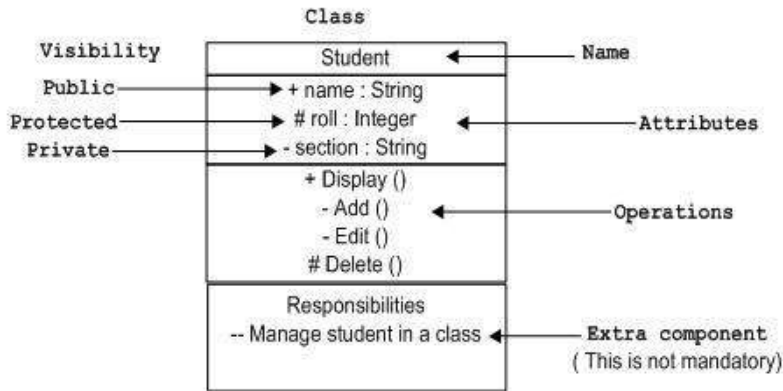 Class
Visibility
Student
Name
Public
+ name : String
Protected
# roll : Integer
Attributes
Private
- section : String
+ Display ()
- Add ()
Operations
- Edit ()
# Delete ()
Responsibilities
-- Manage student in a class
Extra component
( This is not mandatory)